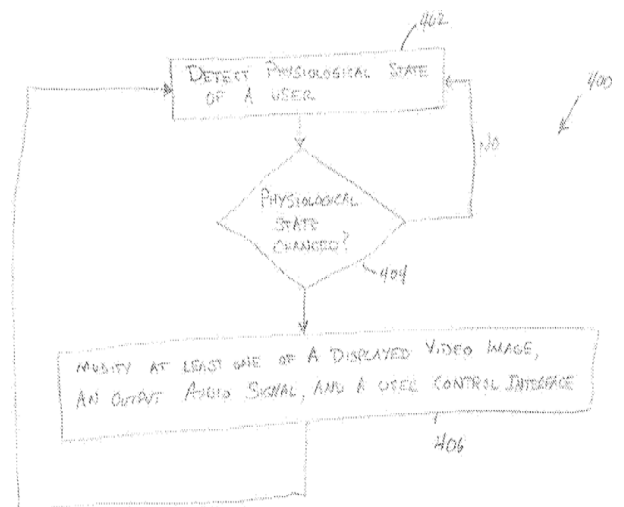 402
DETECT PHYSIOLOGICAL STATE
OF A USER
400
NO
PHYSIOLOGICAL
STATE
CHANGED?
404
MODIFY AT LEAST ONE OF A DISPLAYED VIDEO IMAGE,
AN OUTPUT AUDIO SIGNAL, AND A USER CONTROL INTERFACE
406